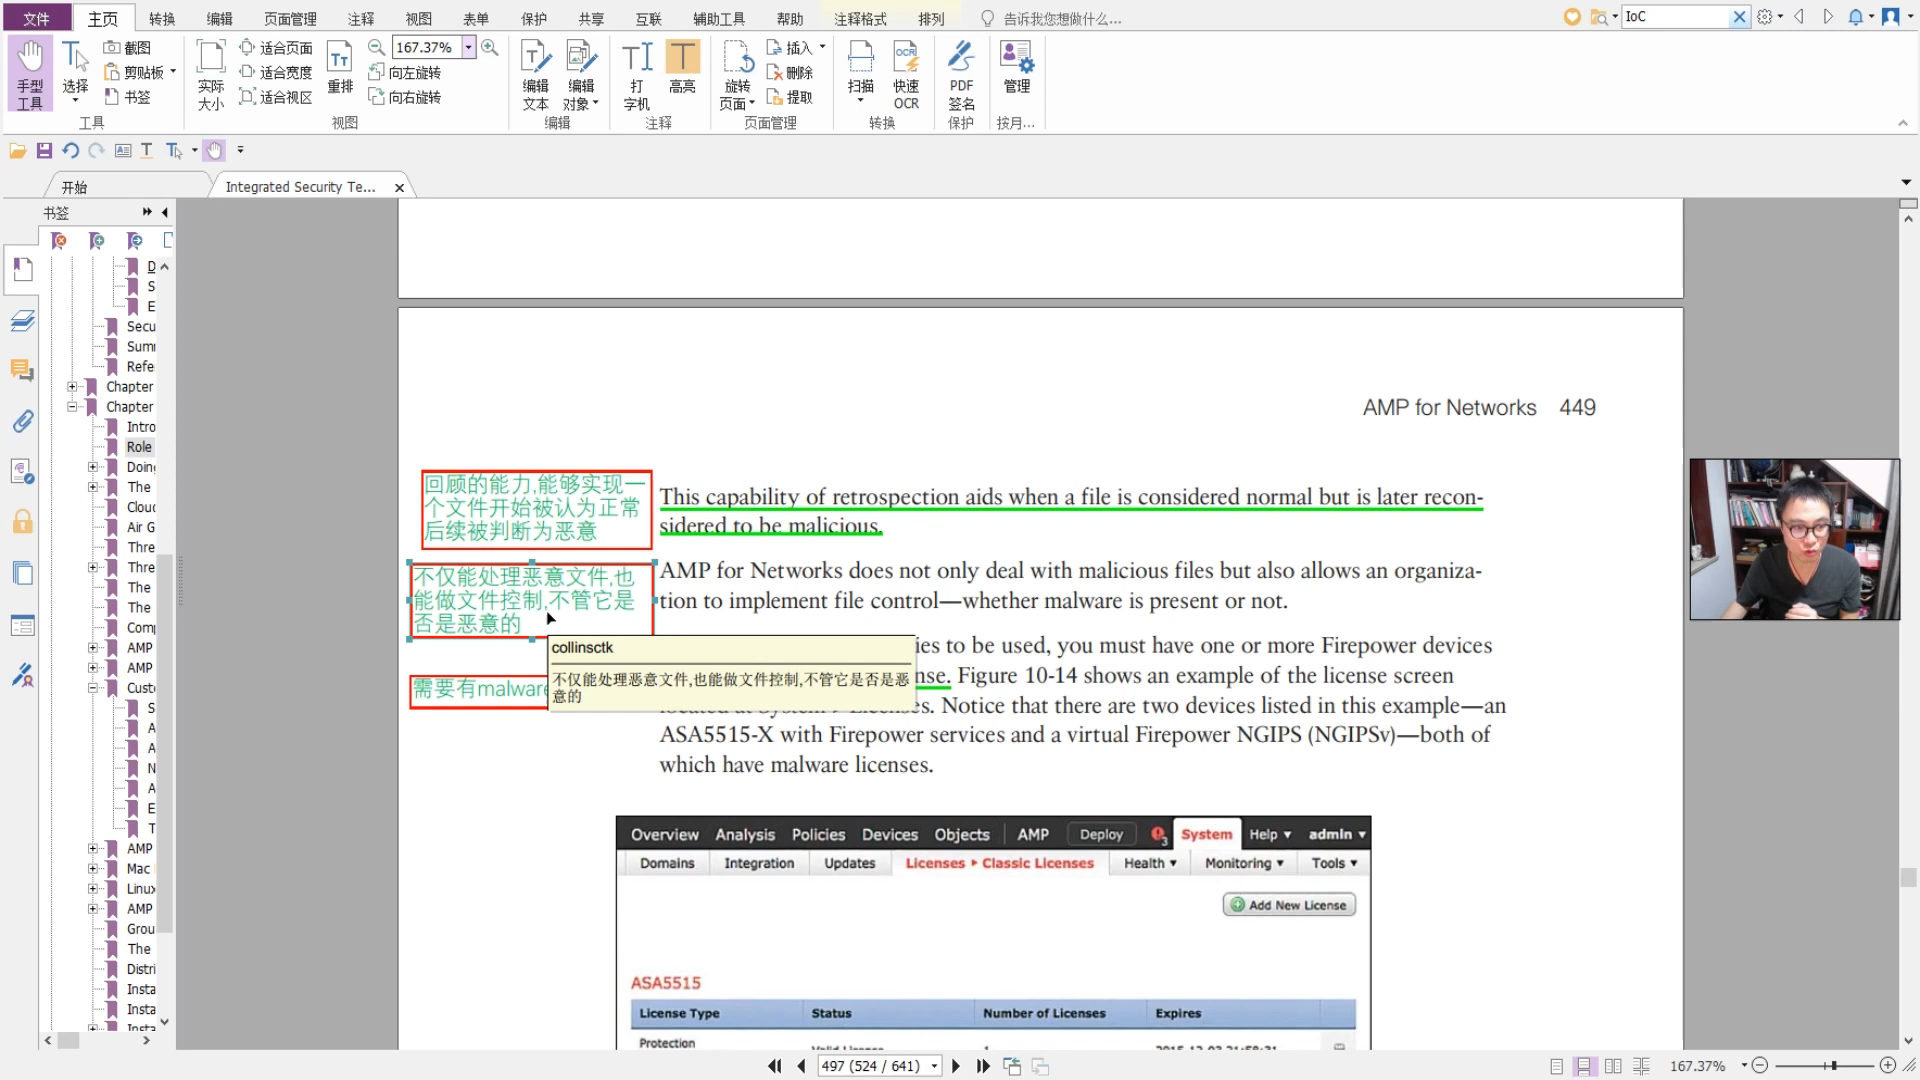 文件 主页 转换 编辑 页面管理 注释 视图 表单 保护 共享 互联 辅助工具 帮助 注释格式 排列 告诉我您想做什么... IoC
手型工具 选择 截图 剪贴板 书签 实际大小 适合页面 适合宽度 适合视区 重排 167.37% 向左旋转 向右旋转 编辑文本 编辑对象 打字机 高亮 旋转页面 插入 删除 提取 扫描 快速OCR PDF签名 管理
工具 视图 编辑 注释 页面管理 转换 保护 按月...
开始 Integrated Security Te...
书签
D
S
E
Secu
Sumr
Refe
Chapter
Chapter
Intro
Role
Doing
The
Cloud
Air G
Thre
Thre
The
The
Comp
AMP
AMP
Custo
S
A
A
N
A
E
T
AMP
Mac
Linux
AMP
Grou
The
Distri
Insta
Insta
Insta
AMP for Networks 449
回顾的能力,能够实现一
个文件开始被认为正常
后续被判断为恶意
This capability of retrospection aids when a file is considered normal but is later recon-
sidered to be malicious.
不仅能处理恶意文件,也
能做文件控制,不管它是
否是恶意的
AMP for Networks does not only deal with malicious files but also allows an organiza-
tion to implement file control—whether malware is present or not.
collinsctk
不仅能处理恶意文件,也能做文件控制,不管它是否是恶
意的
需要有malware
ies to be used, you must have one or more Firepower devices
nse. Figure 10-14 shows an example of the license screen
located at System > Licenses. Notice that there are two devices listed in this example—an
ASA5515-X with Firepower services and a virtual Firepower NGIPS (NGIPSv)—both of
which have malware licenses.
Overview Analysis Policies Devices Objects AMP Deploy 3 System Help admin
Domains Integration Updates Licenses Classic Licenses Health Monitoring Tools
Add New License
ASA5515
License Type Status Number of Licenses Expires
Protection
497 (524 / 641) 167.37%